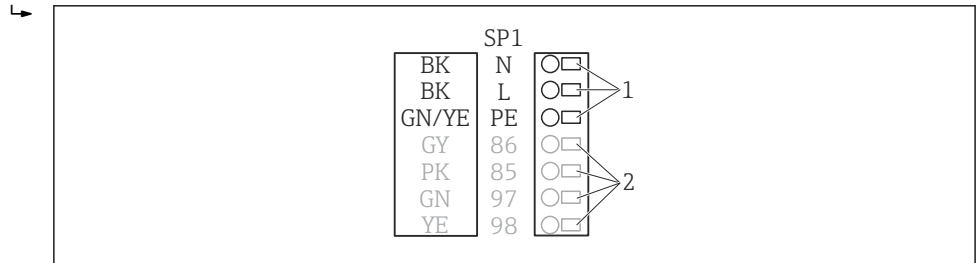 SP1
BK N
BK L 1
GN/YE PE
GY 86
PK 85 2
GN 97
YE 98